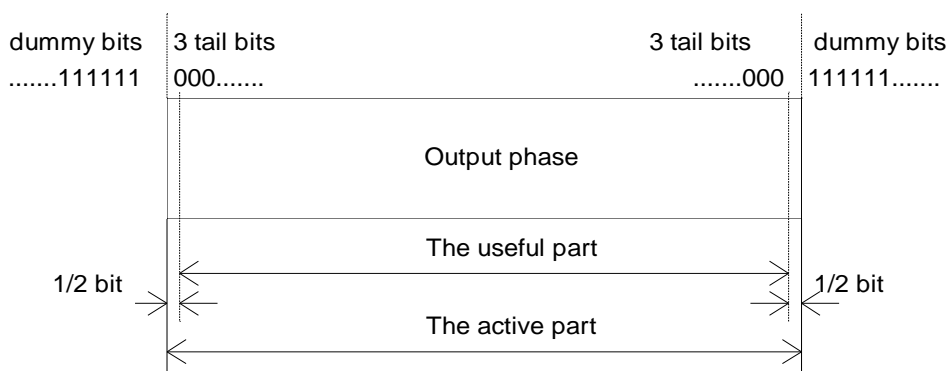 dummy bits 3 tail bits 3 tail bits dummy bits
.......111111 000....... .......000 111111.......
Output phase
The useful part
1/2 bit 1/2 bit
The active part